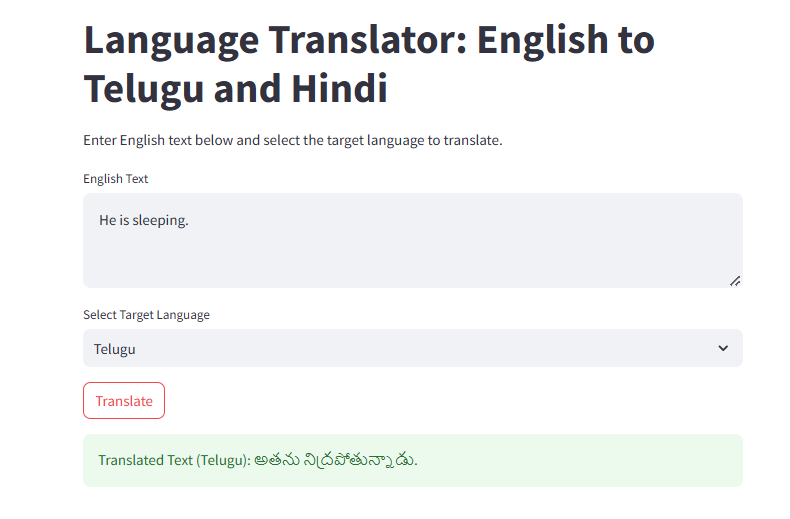 Language Translator: English to
Telugu and Hindi
Enter English text below and select the target language to translate.
English Text
He is sleeping.
Select Target Language
Telugu
Translate
Translated Text (Telugu): అతను నిద్రపోతున్నాడు.